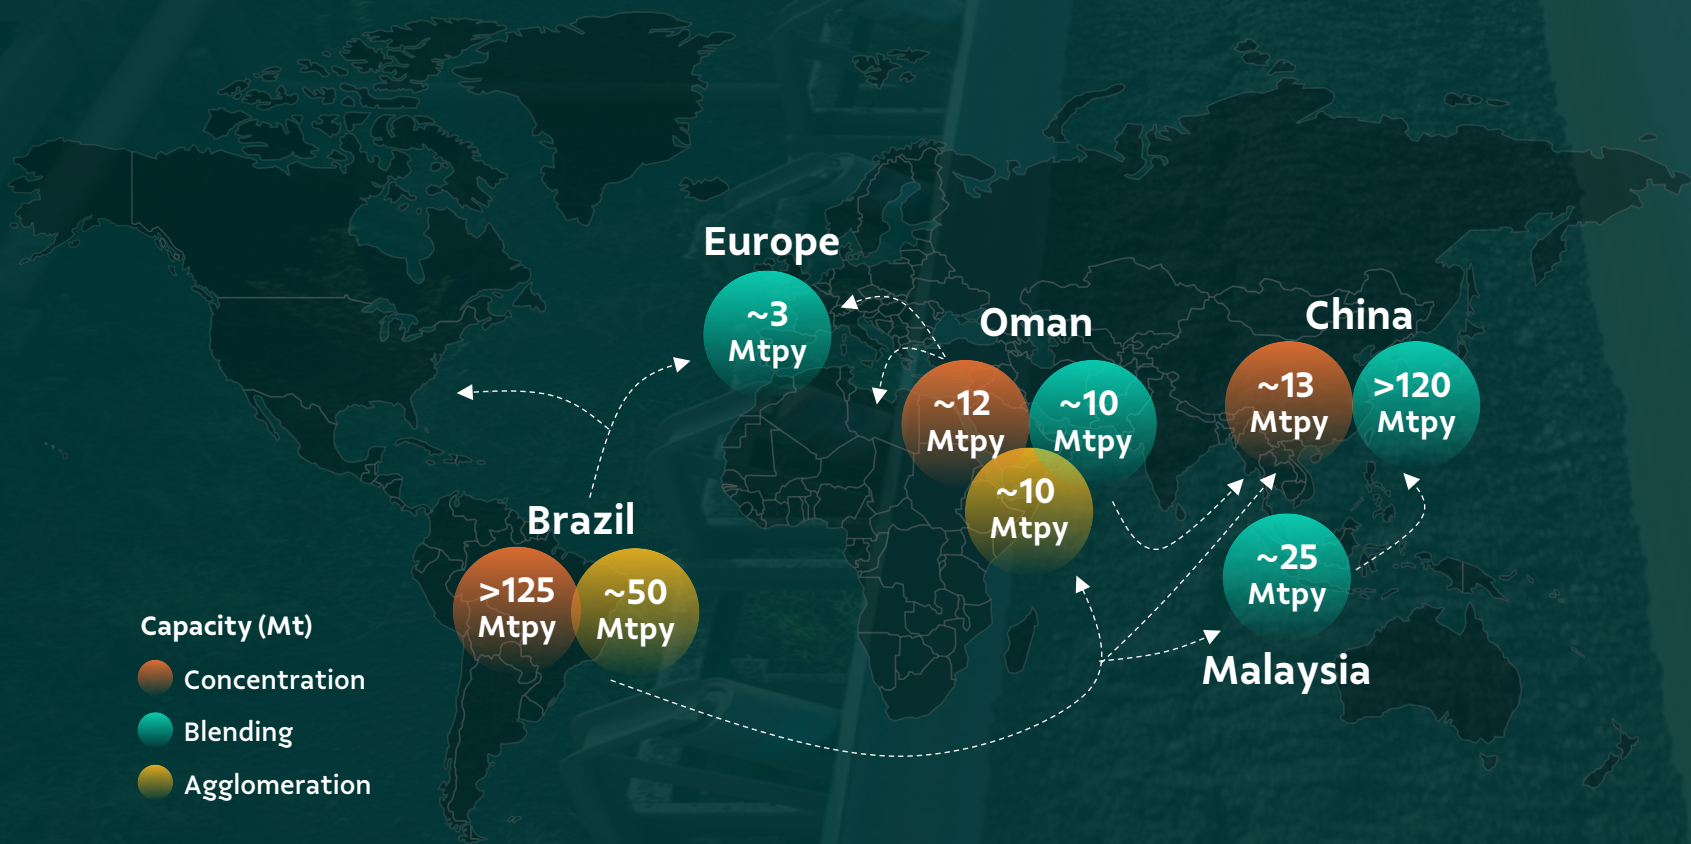 Europe
~3
Mtpy
Oman
~12
Mtpy
~10
Mtpy
~10
Mtpy
China
~13
Mtpy
>120
Mtpy
Brazil
>125
Mtpy
~50
Mtpy
~25
Mtpy
Malaysia
Capacity (Mt)
Concentration
Blending
Agglomeration